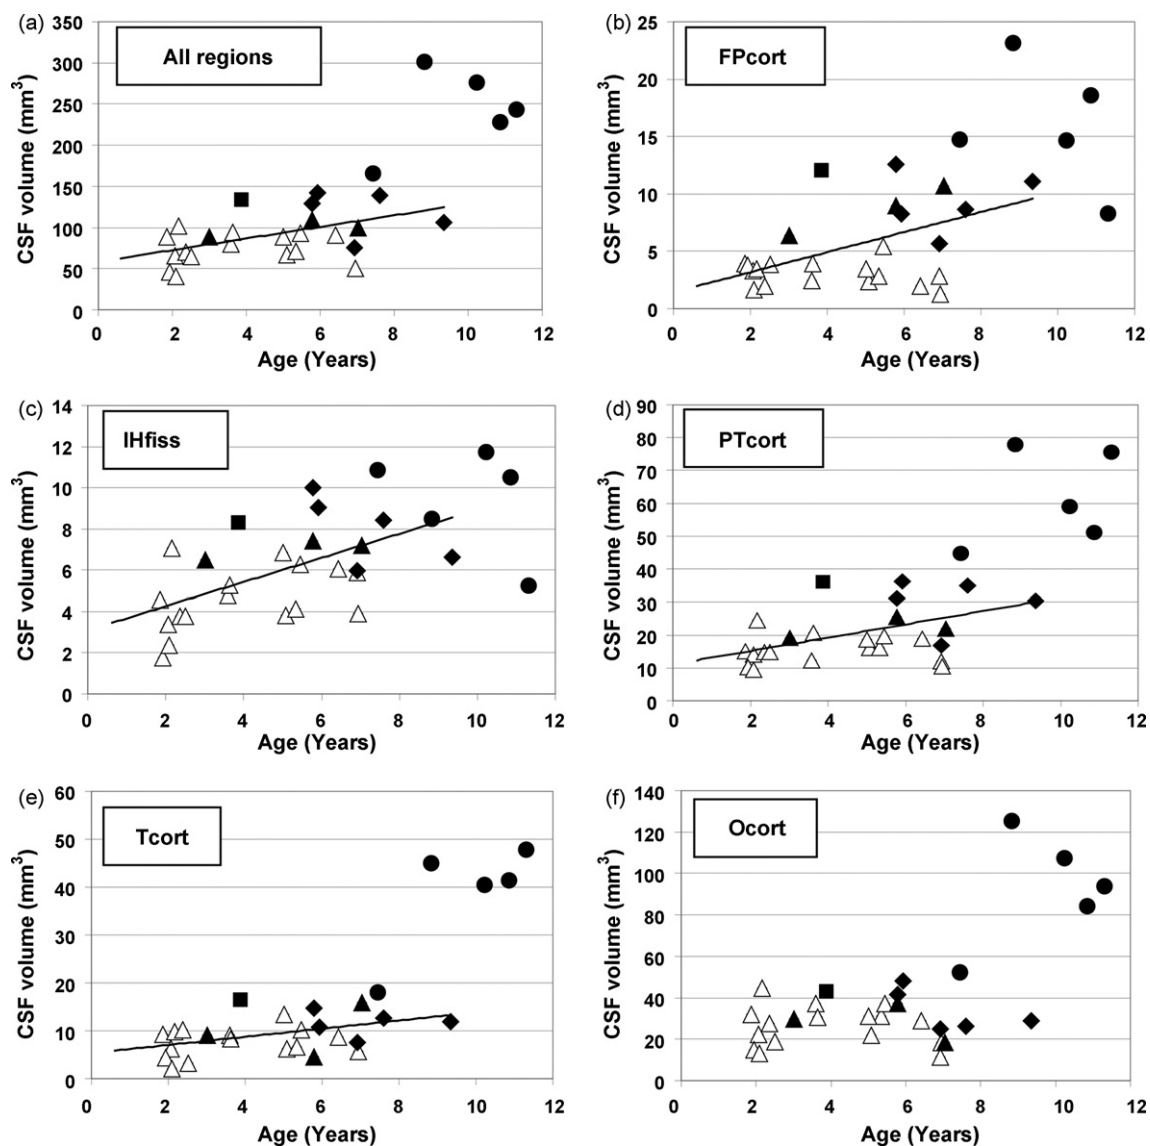 (a)
All regions
CSF volume (mm³)
350
300
250
200
150
100
50
0
0 2 4 6 8 10 12
Age (Years)
(b)
FPcort
CSF volume (mm³)
25
20
15
10
5
0
0 2 4 6 8 10 12
Age (Years)
(c)
IHfiss
CSF volume (mm³)
14
12
10
8
6
4
2
0
0 2 4 6 8 10 12
Age (Years)
(d)
PTcort
CSF volume (mm³)
90
80
70
60
50
40
30
20
10
0
0 2 4 6 8 10 12
Age (Years)
(e)
Tcort
CSF volume (mm³)
60
50
40
30
20
10
0
0 2 4 6 8 10 12
Age (Years)
(f)
Ocort
CSF volume (mm³)
140
120
100
80
60
40
20
0
0 2 4 6 8 10 12
Age (Years)